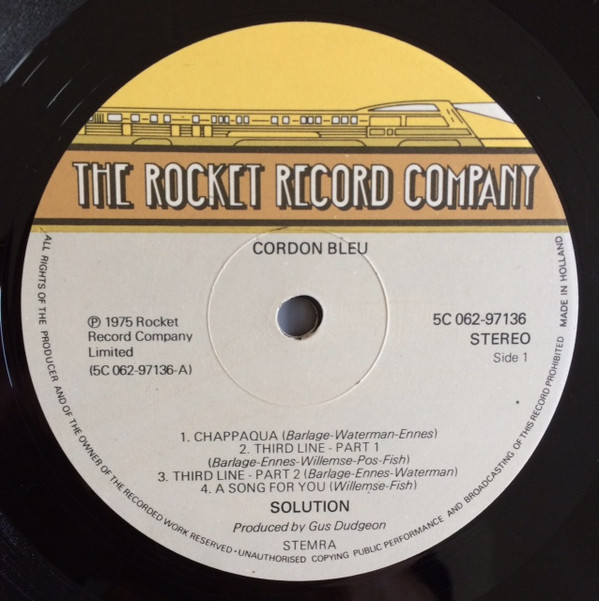 THE ROCKET RECORD COMPANY
CORDON BLEU
℗ 1975 Rocket
Record Company
Limited
(5C 062-97136-A)
5C 062-97136
STEREO
Side 1
1. CHAPPAQUA (Barlage-Waterman-Ennes)
2. THIRD LINE - PART 1
(Barlage-Ennes-Willemse-Pos-Fish)
3. THIRD LINE - PART 2 (Barlage-Ennes-Waterman)
4. A SONG FOR YOU (Willemse-Fish)
SOLUTION
Produced by Gus Dudgeon
STEMRA
ALL RIGHTS OF THE PRODUCER AND OF THE OWNER OF THE RECORDED WORK RESERVED • UNAUTHORISED COPYING PUBLIC PERFORMANCE AND BROADCASTING OF THIS RECORD PROHIBITED MADE IN HOLLAND